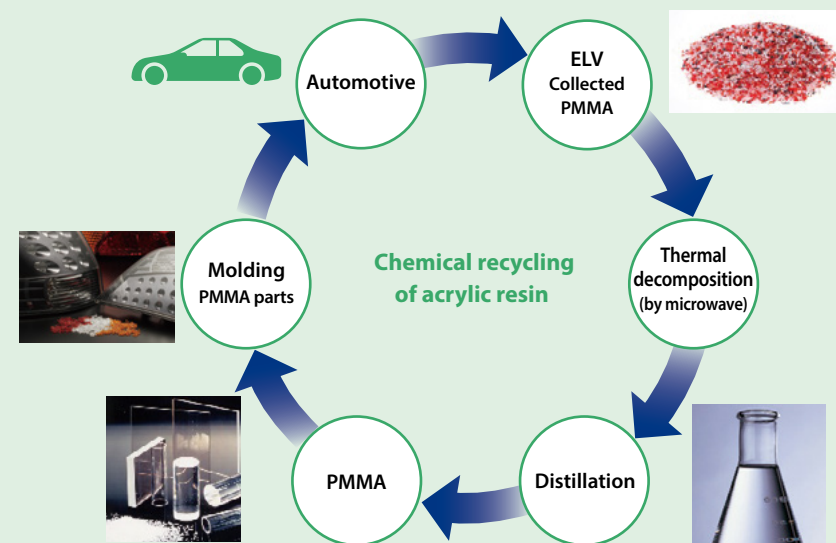 Automotive
ELV
Collected
PMMA
Thermal
decomposition
(by microwave)
Distillation
PMMA
Molding
PMMA parts
Chemical recycling
of acrylic resin